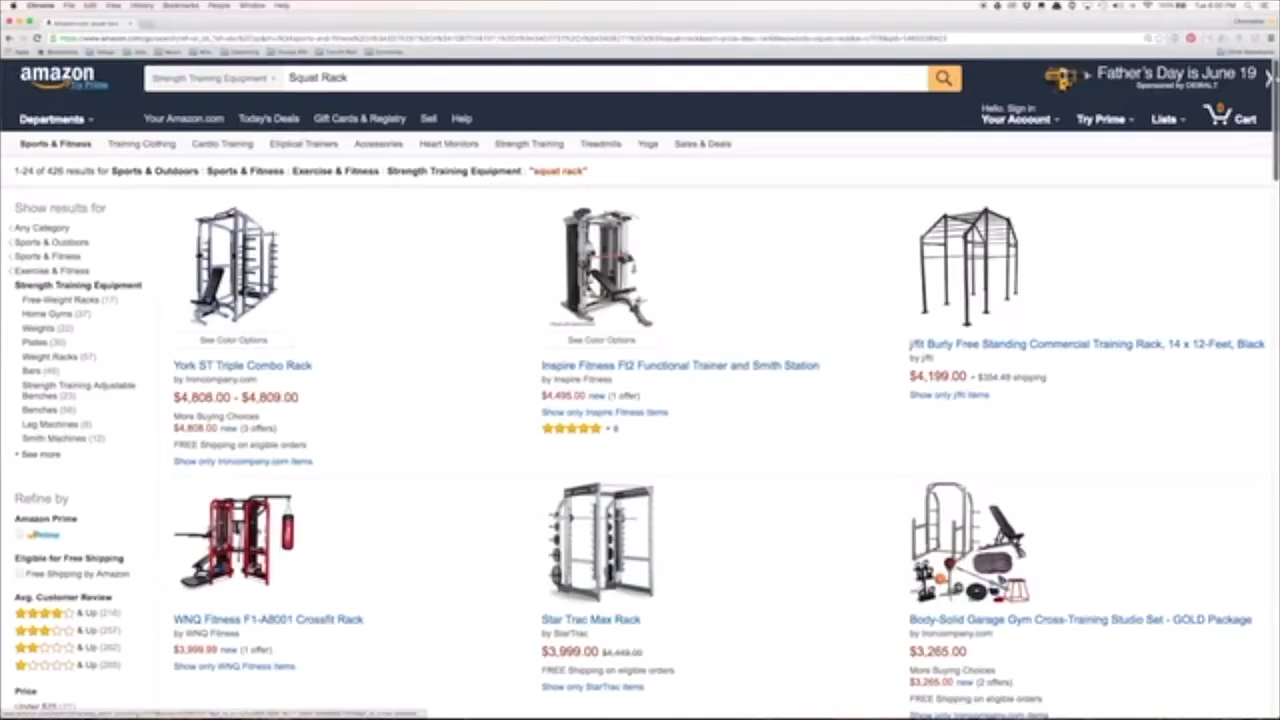 Chrome File Edit View History Bookmarks People Window Help
amazon
Try Prime
Strength Training Equipment
Squat Rack
Father's Day is June 19
Sponsored by DEWALT
Departments
Your Amazon.com Today's Deals Gift Cards & Registry Sell Help
Hello. Sign in
Your Account
Try Prime
Lists
0
Cart
Sports & Fitness Training Clothing Cardio Training Elliptical Trainers Accessories Heart Monitors Strength Training Treadmills Yoga Sales & Deals
1-24 of 426 results for Sports & Outdoors : Sports & Fitness : Exercise & Fitness : Strength Training Equipment : "squat rack"
Show results for
‹ Any Category
‹ Sports & Outdoors
‹ Sports & Fitness
‹ Exercise & Fitness
Strength Training Equipment
Free-Weight Racks (17)
Home Gyms (37)
Weights (22)
Plates (30)
Weight Racks (57)
Bars (46)
Strength Training Adjustable
Benches (23)
Benches (56)
Leg Machines (8)
Smith Machines (12)
+ See more
Refine by
Amazon Prime
Prime
Eligible for Free Shipping
Free Shipping by Amazon
Avg. Customer Review
& Up (216)
& Up (257)
& Up (262)
& Up (265)
Price
Under $25
See Color Options
York ST Triple Combo Rack
by Ironcompany.com
$4,808.00 - $4,809.00
More Buying Choices
$4,808.00 new (3 offers)
FREE Shipping on eligible orders
Show only Ironcompany.com items
See Color Options
Inspire Fitness Ft2 Functional Trainer and Smith Station
by Inspire Fitness
$4,495.00 new (1 offer)
Show only Inspire Fitness items
6
j/fit Burly Free Standing Commercial Training Rack, 14 x 12-Feet, Black
by j/fit
$4,199.00 + $354.49 shipping
Show only j/fit items
WNQ Fitness F1-A8001 Crossfit Rack
by WNQ Fitness
$3,999.99 new (1 offer)
Show only WNQ Fitness items
Star Trac Max Rack
by StarTrac
$3,999.00 $4,449.00
FREE Shipping on eligible orders
Show only StarTrac items
Body-Solid Garage Gym Cross-Training Studio Set - GOLD Package
by Ironcompany.com
$3,265.00
More Buying Choices
$3,265.00 new (2 offers)
FREE Shipping on eligible orders
Show only Ironcompany.com items